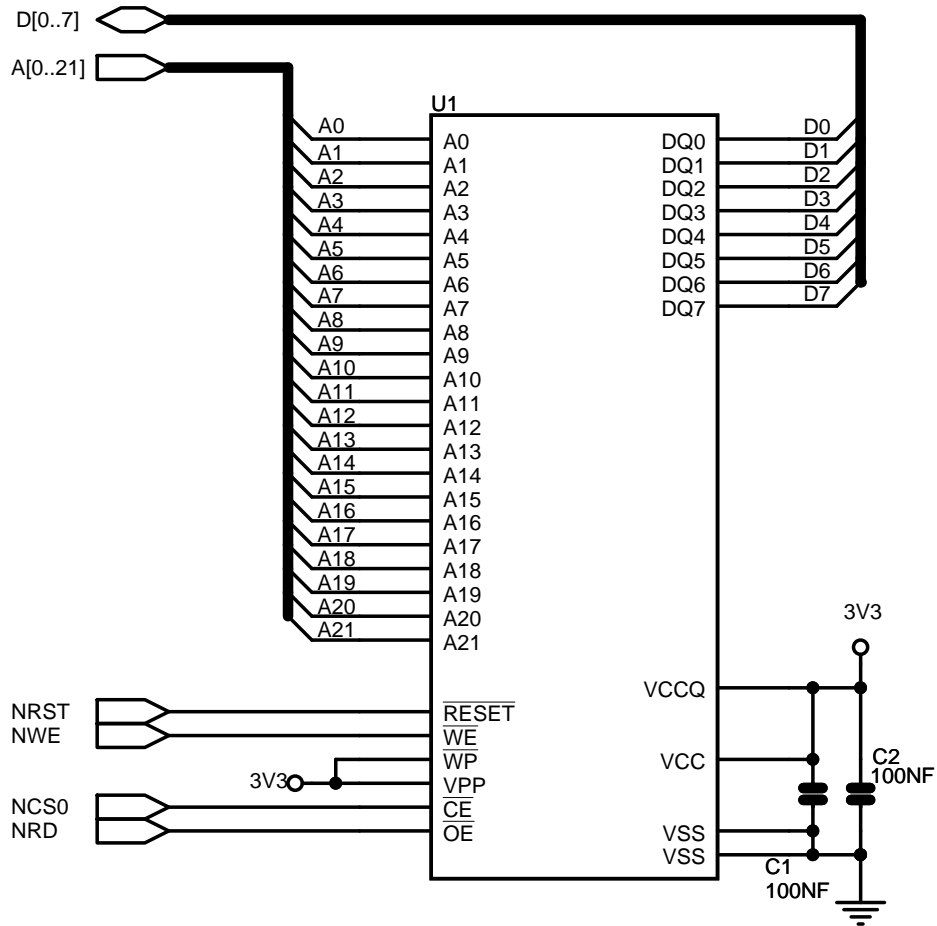 D[0..7]
A[0..21]
U1
A0
A1
A2
A3
A4
A5
A6
A7
A8
A9
A10
A11
A12
A13
A14
A15
A16
A17
A18
A19
A20
A21
A0
A1
A2
A3
A4
A5
A6
A7
A8
A9
A10
A11
A12
A13
A14
A15
A16
A17
A18
A19
A20
A21
DQ0
DQ1
DQ2
DQ3
DQ4
DQ5
DQ6
DQ7
D0
D1
D2
D3
D4
D5
D6
D7
3V3
NRST
NWE
3V3
NCS0
NRD
RESET
WE
WP
VPP
CE
OE
VCCQ
VCC
VSS
VSS
C2
100NF
C1
100NF